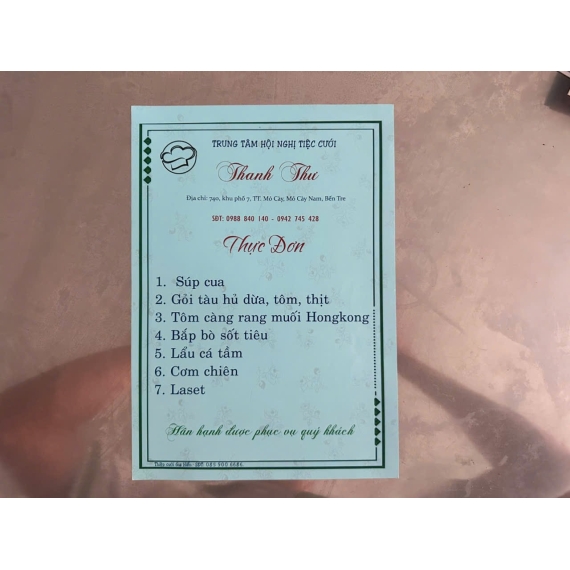 TRUNG TÂM HỘI NGHỊ TIỆC CƯỚI
Thanh Thư
Địa chỉ: 740, khu phố 7, TT. Mỏ Cày, Mỏ Cày Nam, Bến Tre
SĐT: 0988 840 140 - 0942 745 428
Thực Đơn
1. Súp cua
2. Gỏi tàu hủ dừa, tôm, thịt
3. Tôm càng rang muối Hongkong
4. Bắp bò sốt tiêu
5. Lẩu cá tầm
6. Cơm chiên
7. Laset
Hân hạnh được phục vụ quý khách